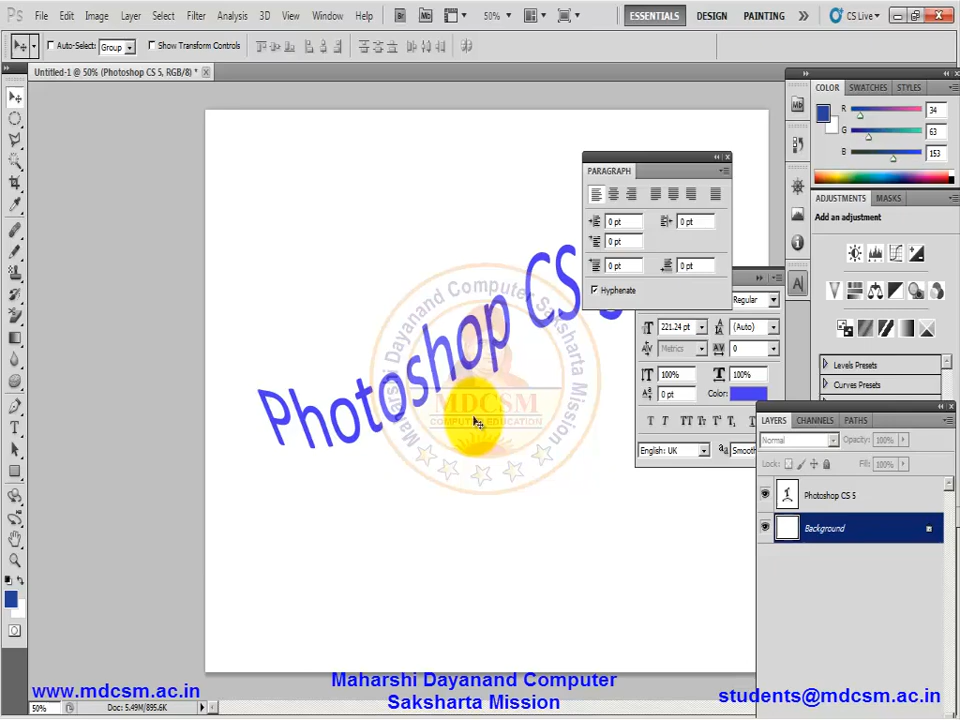 Ps File Edit Image Layer Select Filter Analysis 3D View Window Help Br Mb 50% ESSENTIALS DESIGN PAINTING CS Live
Auto-Select: Group Show Transform Controls
Untitled-1 @ 50% (Photoshop CS 5, RGB/8) *
COLOR SWATCHES STYLES
R 34
G 63
B 153
ADJUSTMENTS MASKS
Add an adjustment
Levels Presets
Curves Presets
PARAGRAPH
0 pt 0 pt
0 pt
0 pt 0 pt
Hyphenate
Regular
221.24 pt (Auto)
Metrics 0
100% 100%
0 pt Color:
English: UK Smooth
LAYERS CHANNELS PATHS
Normal Opacity: 100%
Lock: Fill: 100%
Photoshop CS 5
Background
Photoshop CS
Maharshi Dayanand Computer Saksharta Mission
MDCSM
COMPUTER EDUCATION
50% Doc: 5.49M/895.6K
www.mdcsm.ac.in
Maharshi Dayanand Computer
Saksharta Mission
students@mdcsm.ac.in